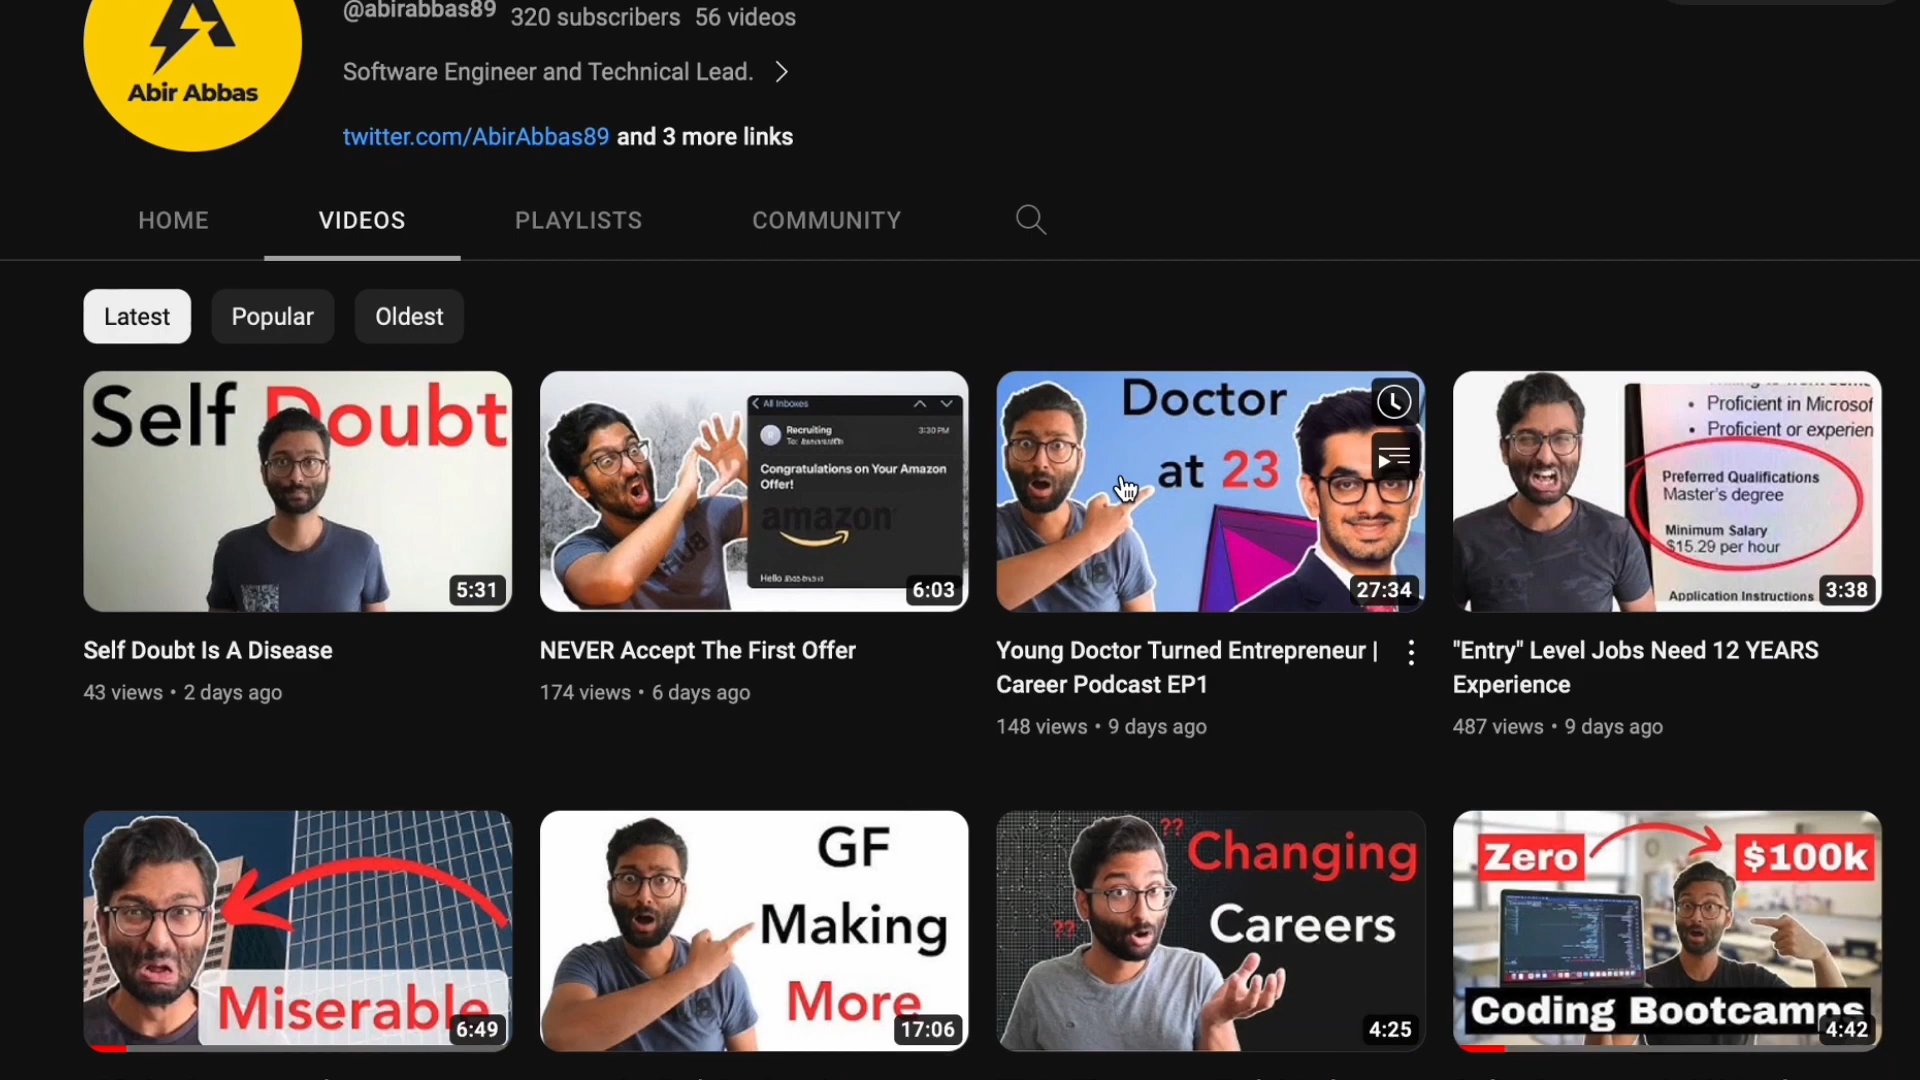 @abirabbas89 320 subscribers 56 videos
Abir Abbas
Software Engineer and Technical Lead.
twitter.com/AbirAbbas89 and 3 more links
HOME VIDEOS PLAYLISTS COMMUNITY
Latest Popular Oldest
Self Doubt
5:31
All Inboxes
Recruiting
3:30 PM
To:
Congratulations on Your Amazon
Offer!
amazon
Hello
6:03
Doctor
at 23
27:34
• Proficient in Microsof
• Proficient or experien
Preferred Qualifications
Master's degree
Minimum Salary
$15.29 per hour
Application Instructions
3:38
Self Doubt Is A Disease
43 views • 2 days ago
NEVER Accept The First Offer
174 views • 6 days ago
Young Doctor Turned Entrepreneur |
Career Podcast EP1
148 views • 9 days ago
"Entry" Level Jobs Need 12 YEARS
Experience
487 views • 9 days ago
Miserable
6:49
GF
Making
More
17:06
??
Changing
??
Careers
4:25
Zero
$100k
Coding Bootcamps
4:42